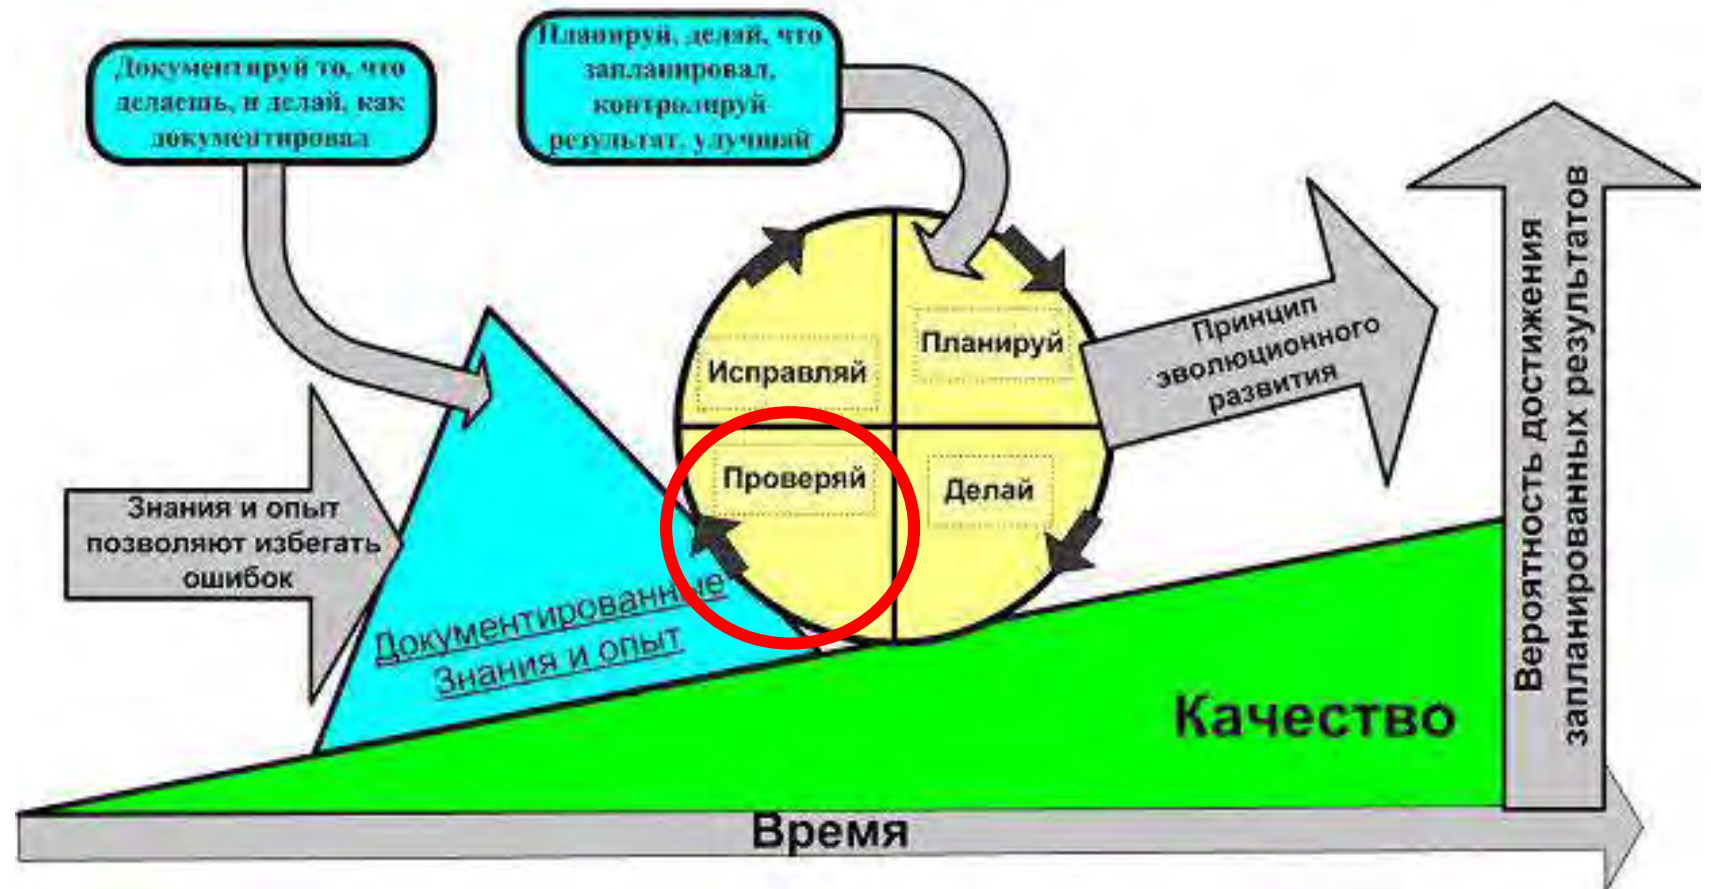 Документируй то, что
делаешь, и делай, как
документировал
Планируй, делай, что
запланировал,
контролируй
результат, улучшай
Исправляй
Планируй
Проверяй
Делай
Принцип
эволюционного
развития
Знания и опыт
позволяют избегать
ошибок
Документированные
Знания и опыт
Качество
Вероятность достижения
запланированных результатов
Время